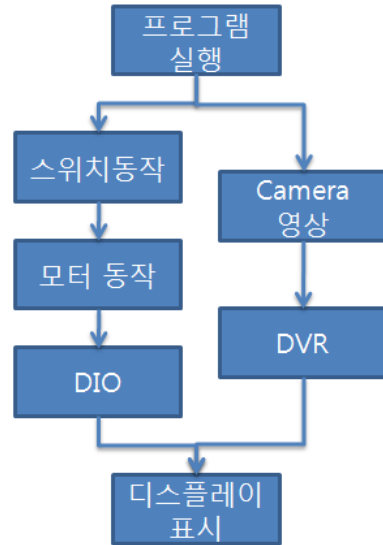 프로그램
실행
스위치동작
모터 동작
DIO
Camera
영상
DVR
디스플레이
표시